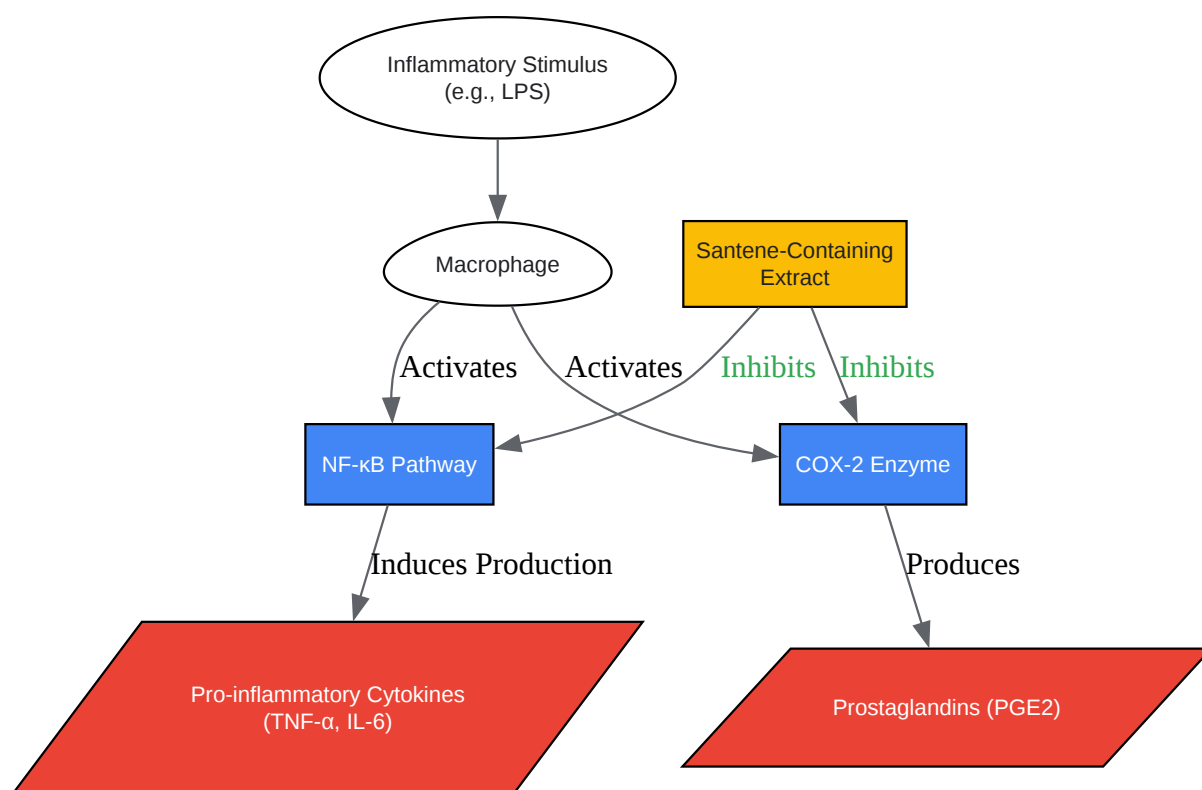 Inflammatory Stimulus
(e.g., LPS)
Macrophage
Santene-Containing
Extract
Activates
Activates
Inhibits
Inhibits
NF-κB Pathway
COX-2 Enzyme
Induces Production
Produces
Pro-inflammatory Cytokines
(TNF-α, IL-6)
Prostaglandins (PGE2)